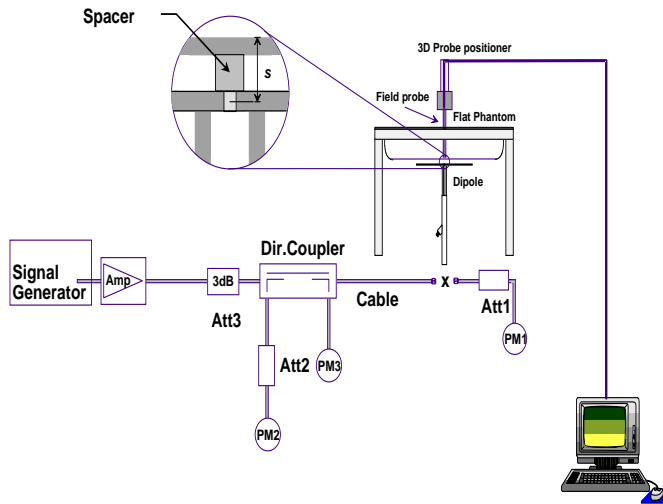 Spacer
s
3D Probe positioner
Field probe
Flat Phantom
Dipole
Dir.Coupler
Signal
Generator
Amp
3dB
Att3
Cable
x
Att1
PM1
Att2
PM3
PM2